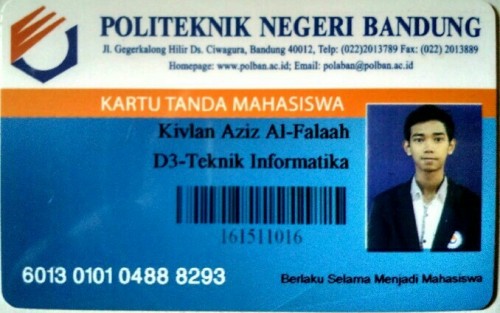 POLITEKNIK NEGERI BANDUNG
Jl. Gegerkalong Hilir Ds. Ciwagura, Bandung 40012, Telp: (022)2013789 Fax: (022) 2013889
Homepage: www.polban.ac.id; Email: polaban@polban.ac.id
KARTU TANDA MAHASISWA
Kivlan Aziz Al-Falaah
D3-Teknik Informatika
161511016
6013 0101 0488 8293
Berlaku Selama Menjadi Mahasiswa